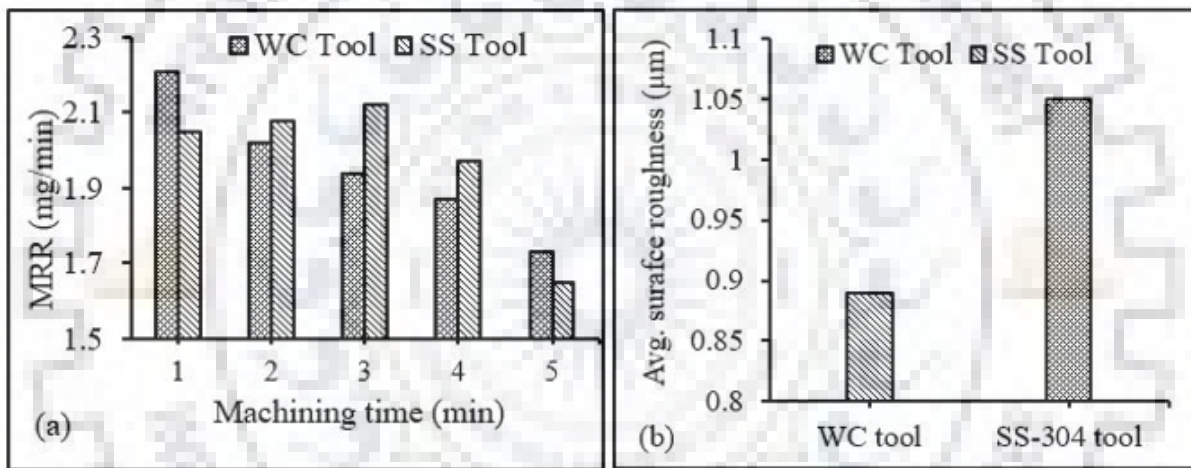 2.3
2.1
1.9
1.7
1.5
MRR (mg/min)
WC Tool SS Tool
1 2 3 4 5
Machining time (min)
(a)
1.1
1.05
1
0.95
0.9
0.85
0.8
Avg. surafce roughness (μm)
WC Tool SS Tool
WC tool SS-304 tool
(b)